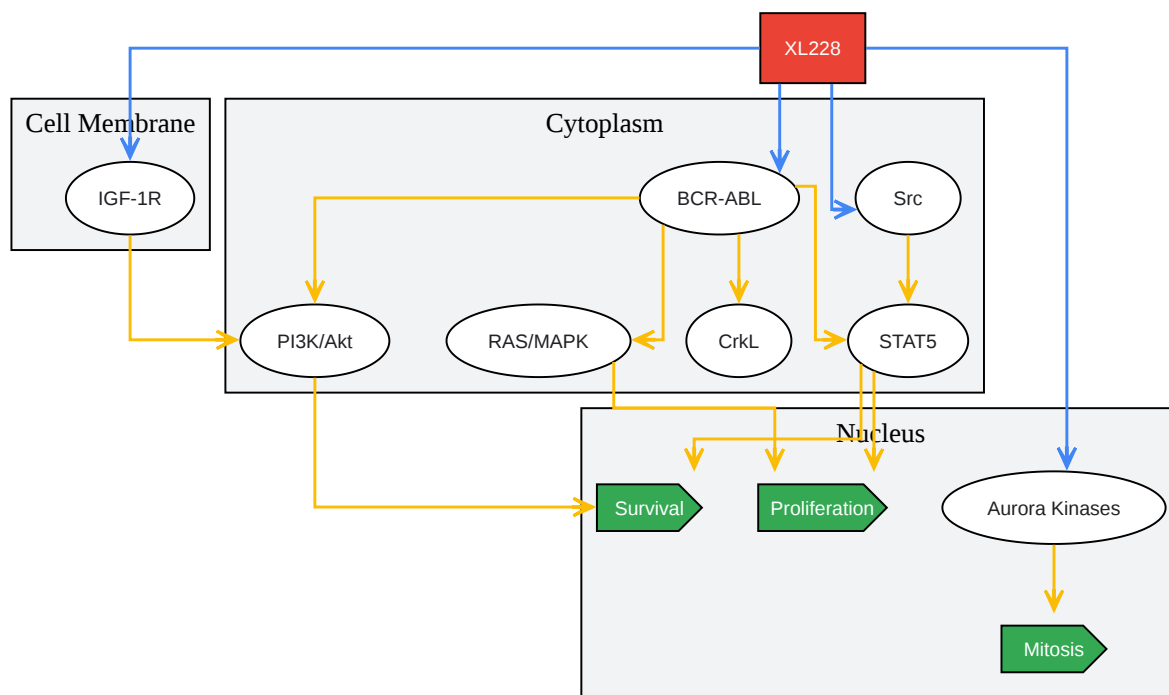 XL228
Cell Membrane
Cytoplasm
IGF-1R
BCR-ABL
Src
PI3K/Akt
RAS/MAPK
CrkL
STAT5
Nucleus
Survival
Proliferation
Aurora Kinases
Mitosis